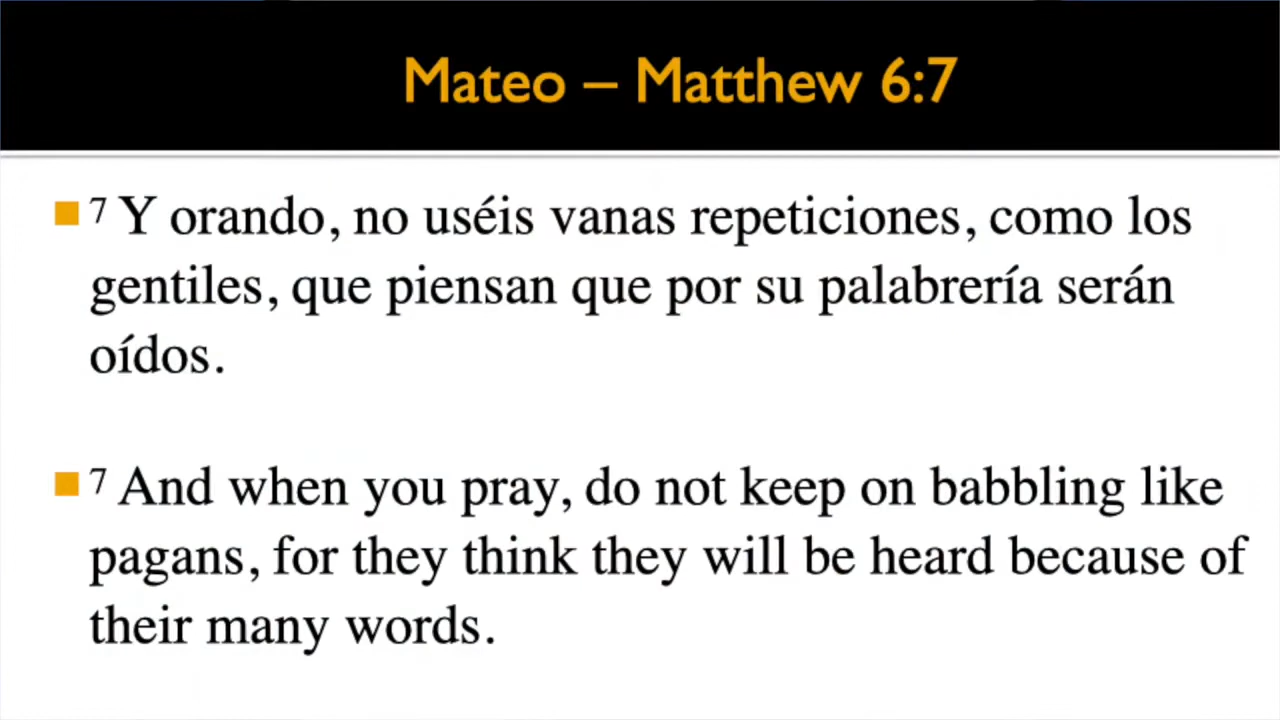 Mateo – Matthew 6:7
7 Y orando, no uséis vanas repeticiones, como los
gentiles, que piensan que por su palabrería serán
oídos.
7 And when you pray, do not keep on babbling like
pagans, for they think they will be heard because of
their many words.